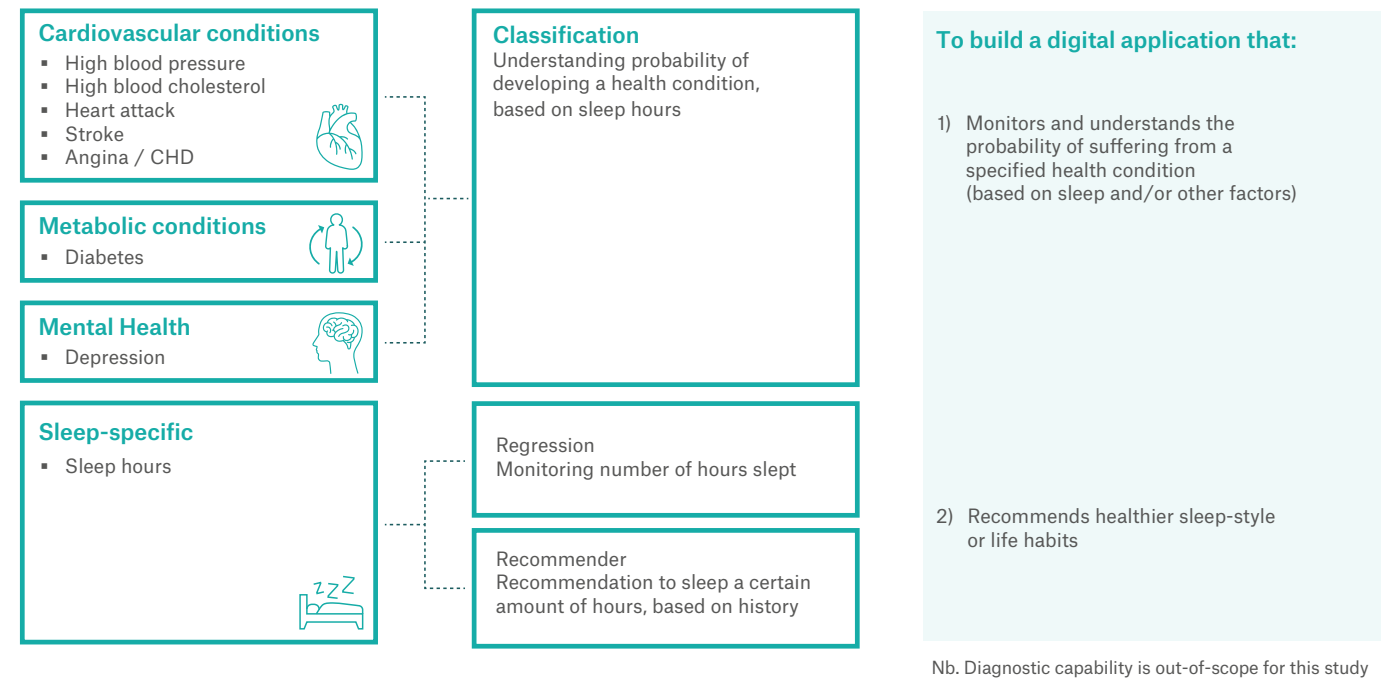 Cardiovascular conditions
▪ High blood pressure
▪ High blood cholesterol
▪ Heart attack
▪ Stroke
▪ Angina / CHD
Metabolic conditions
▪ Diabetes
Mental Health
▪ Depression
Sleep-specific
▪ Sleep hours
zzZZ
Classification
Understanding probability of
developing a health condition,
based on sleep hours
Regression
Monitoring number of hours slept
Recommender
Recommendation to sleep a certain
amount of hours, based on history
To build a digital application that:
1) Monitors and understands the
probability of suffering from a
specified health condition
(based on sleep and/or other factors)
2) Recommends healthier sleep-style
or life habits
Nb. Diagnostic capability is out-of-scope for this study